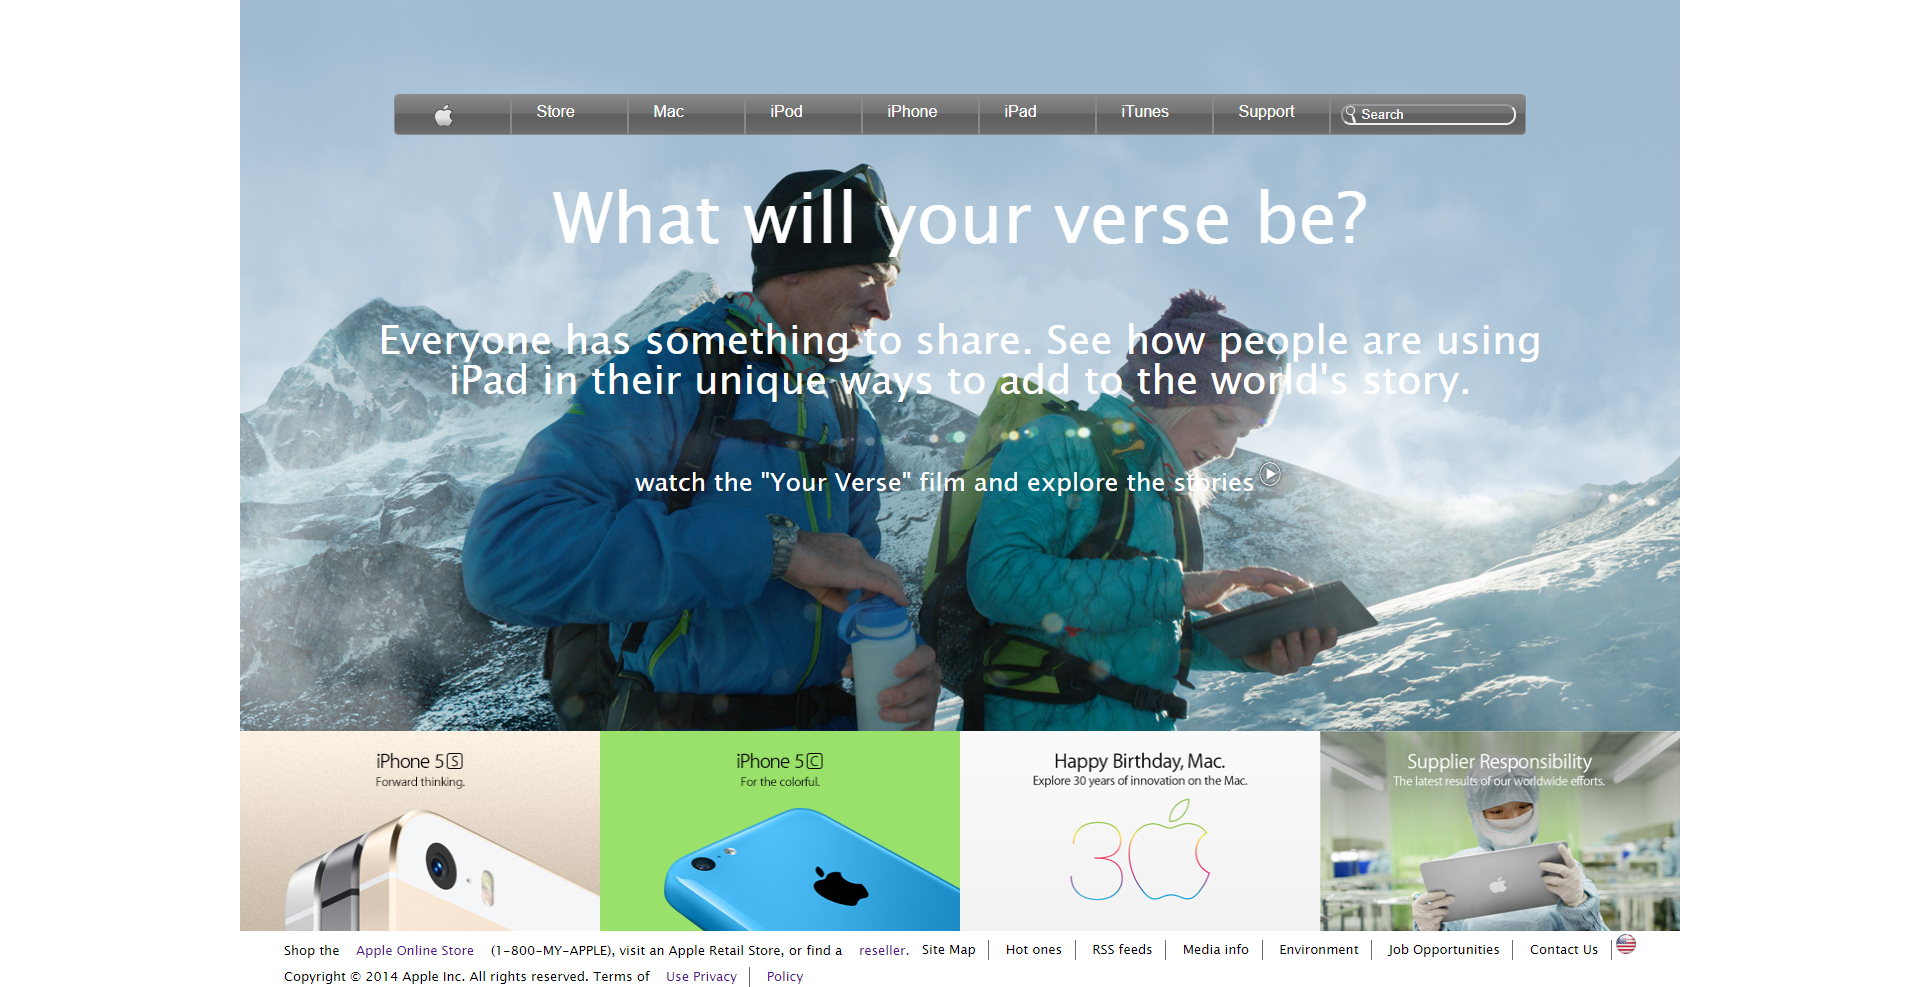 Store Mac iPod iPhone iPad iTunes Support Search
What will your verse be?
Everyone has something to share. See how people are using
iPad in their unique ways to add to the world's story.
watch the "Your Verse" film and explore the stories
iPhone 5S
Forward thinking.
iPhone 5C
For the colorful.
Happy Birthday, Mac.
Explore 30 years of innovation on the Mac.
30
Supplier Responsibility
The latest results of our worldwide efforts.
Shop the Apple Online Store (1-800-MY-APPLE), visit an Apple Retail Store, or find a reseller. Site Map Hot ones RSS feeds Media info Environment Job Opportunities Contact Us
Copyright © 2014 Apple Inc. All rights reserved. Terms of Use Privacy Policy